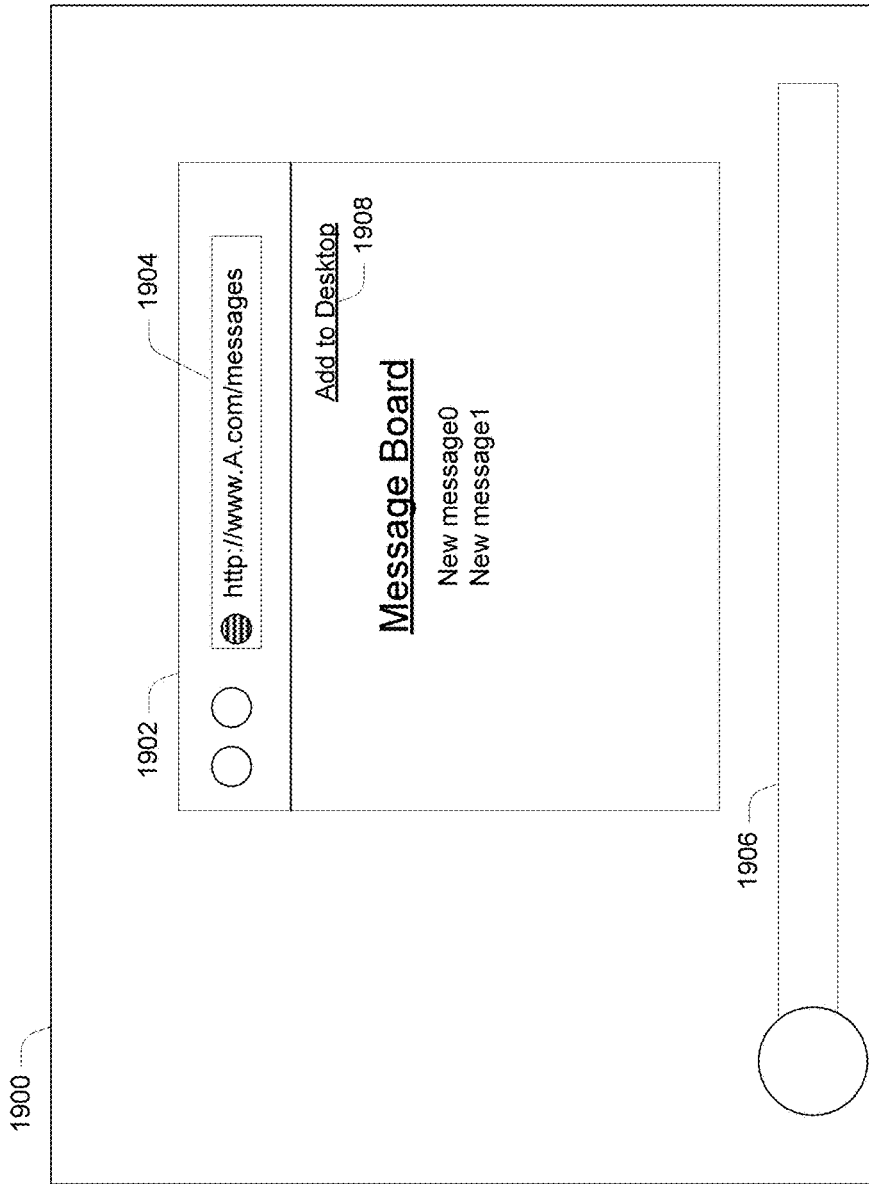 1900
1902
1904
http://www.A.com/messages
Add to Desktop
1908
Message Board
New message0
New message1
1906